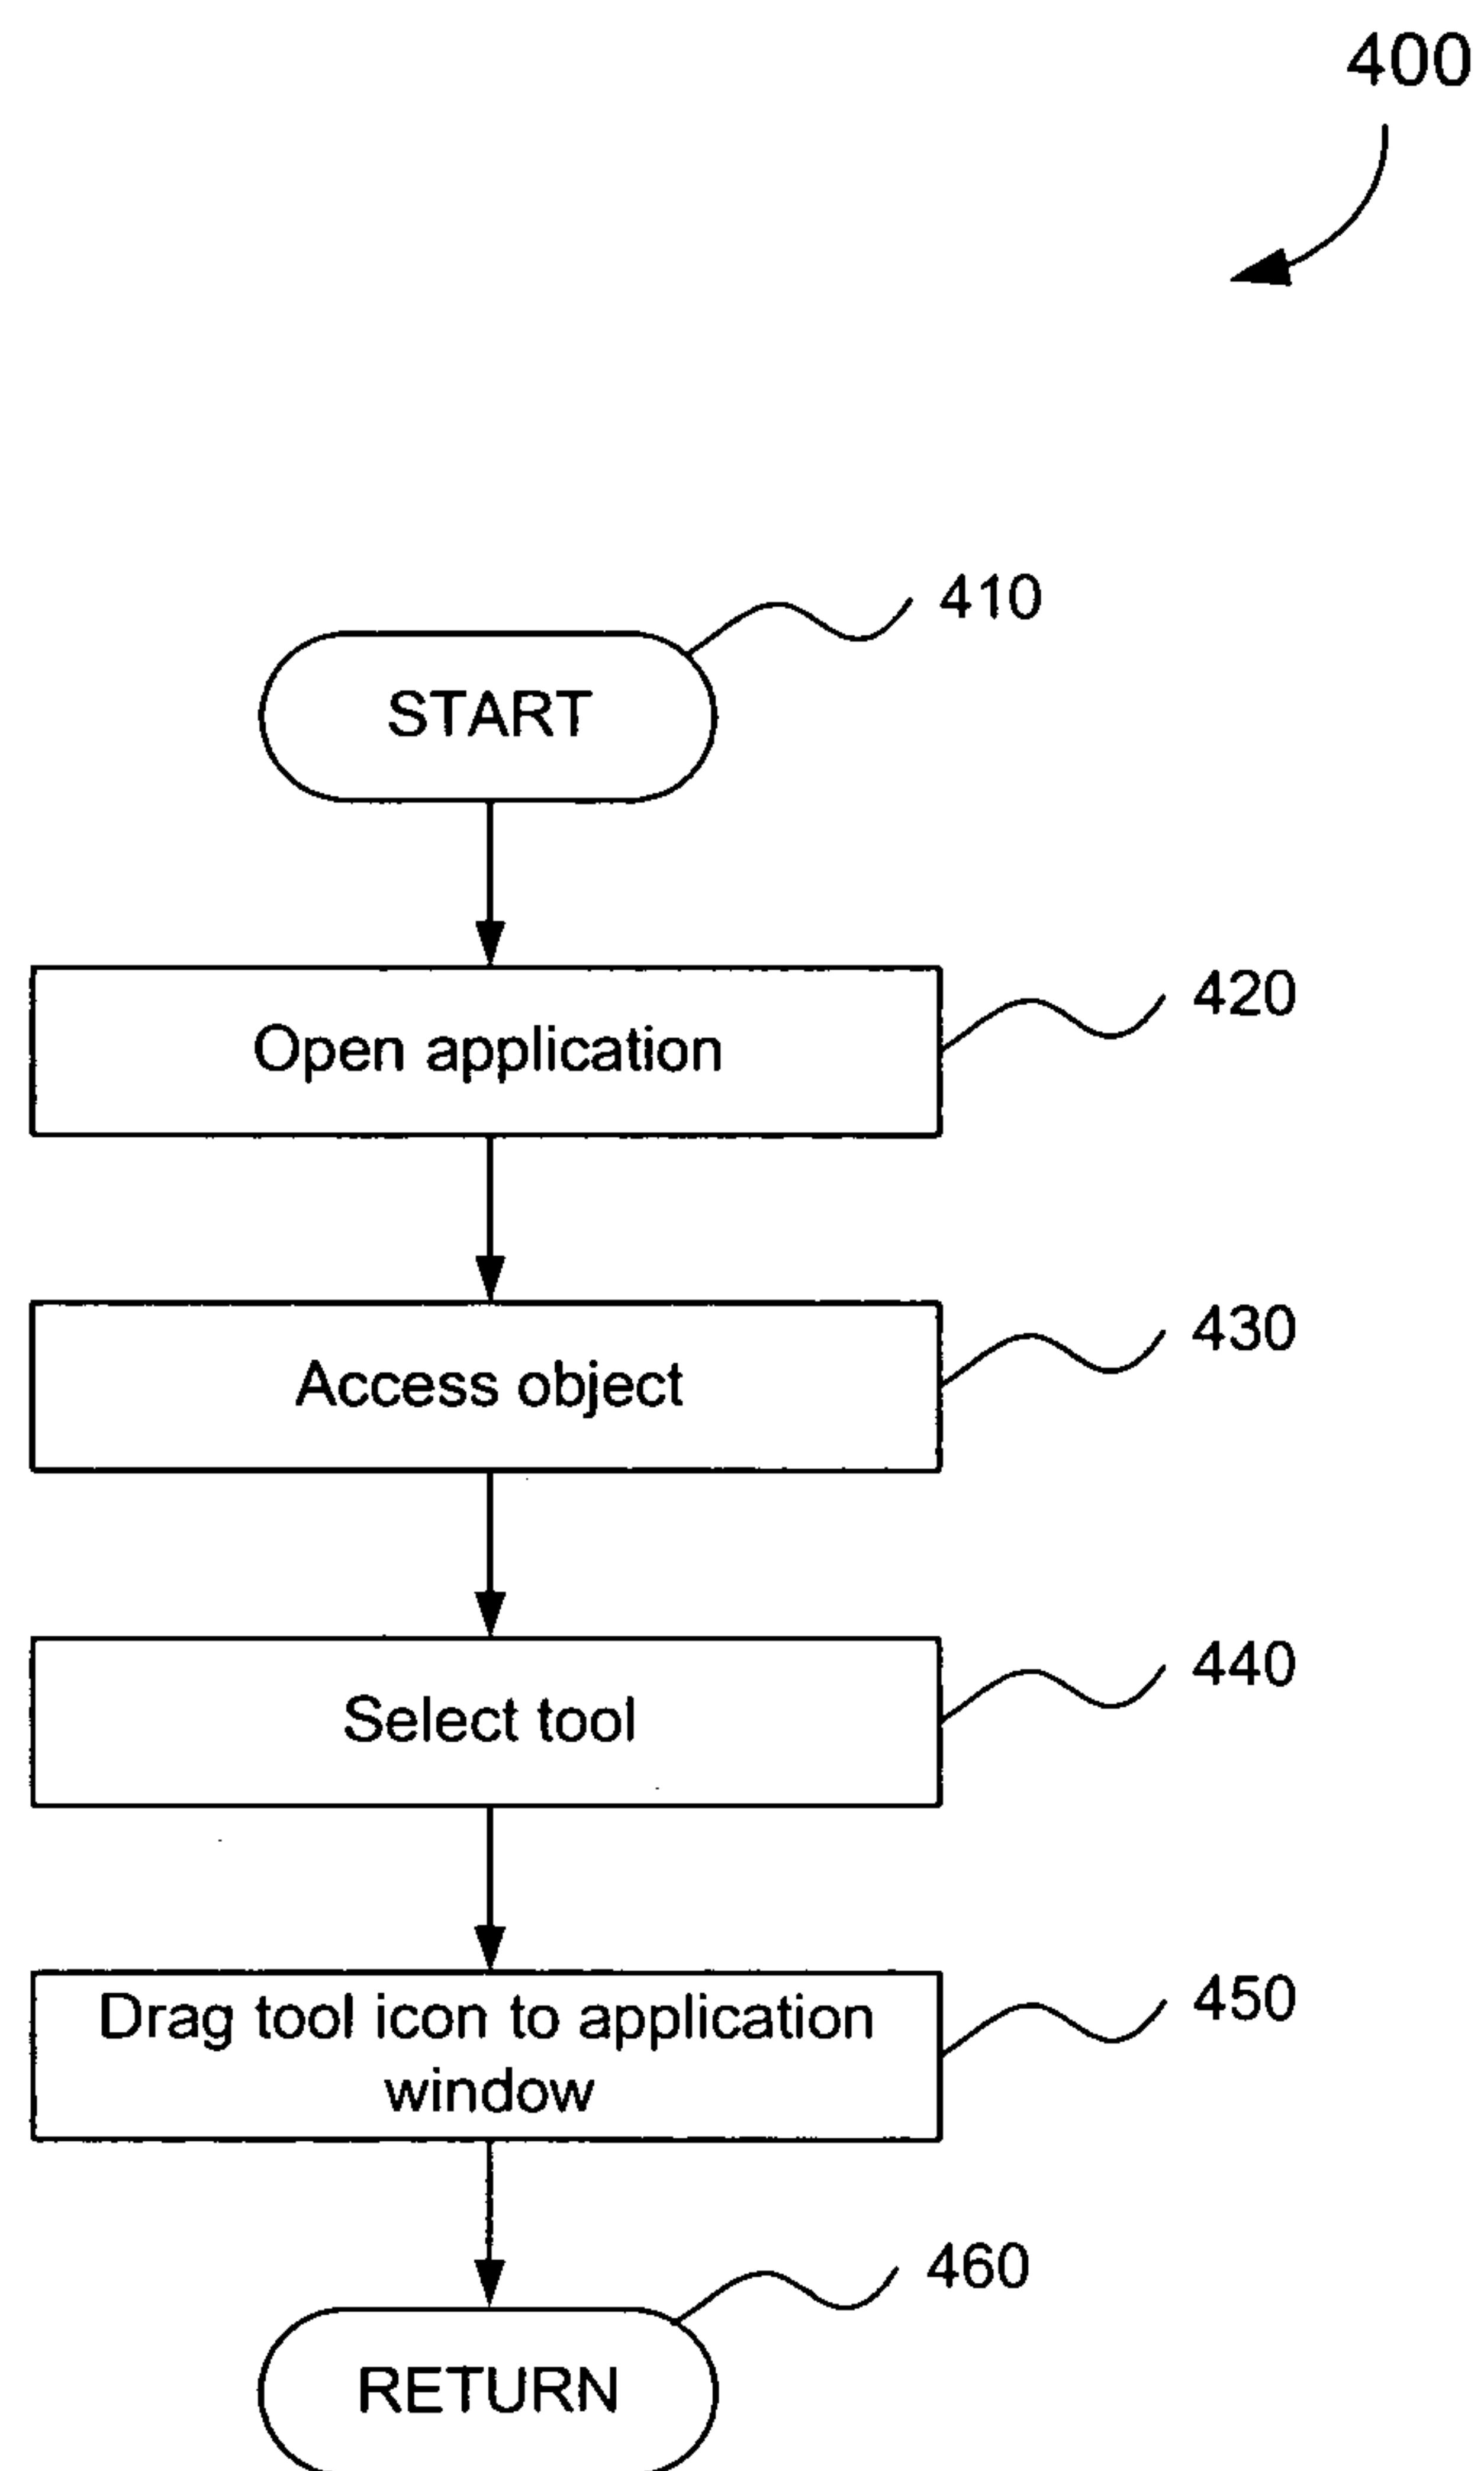 400
410
START
420
Open application
430
Access object
440
Select tool
450
Drag tool icon to application
window
460
RETURN